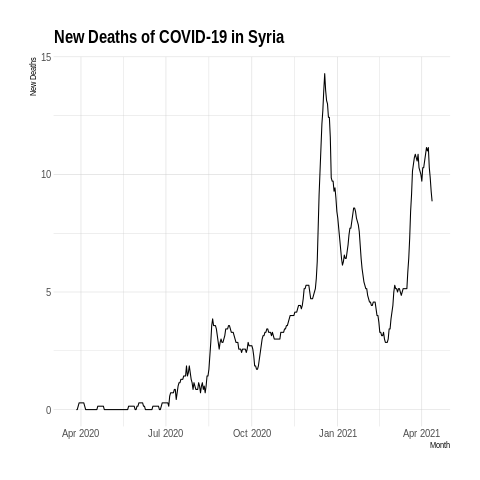 New Deaths of COVID-19 in Syria
New Deaths
15
10
5
0
Apr 2020 Jul 2020 Oct 2020 Jan 2021 Apr 2021
Month